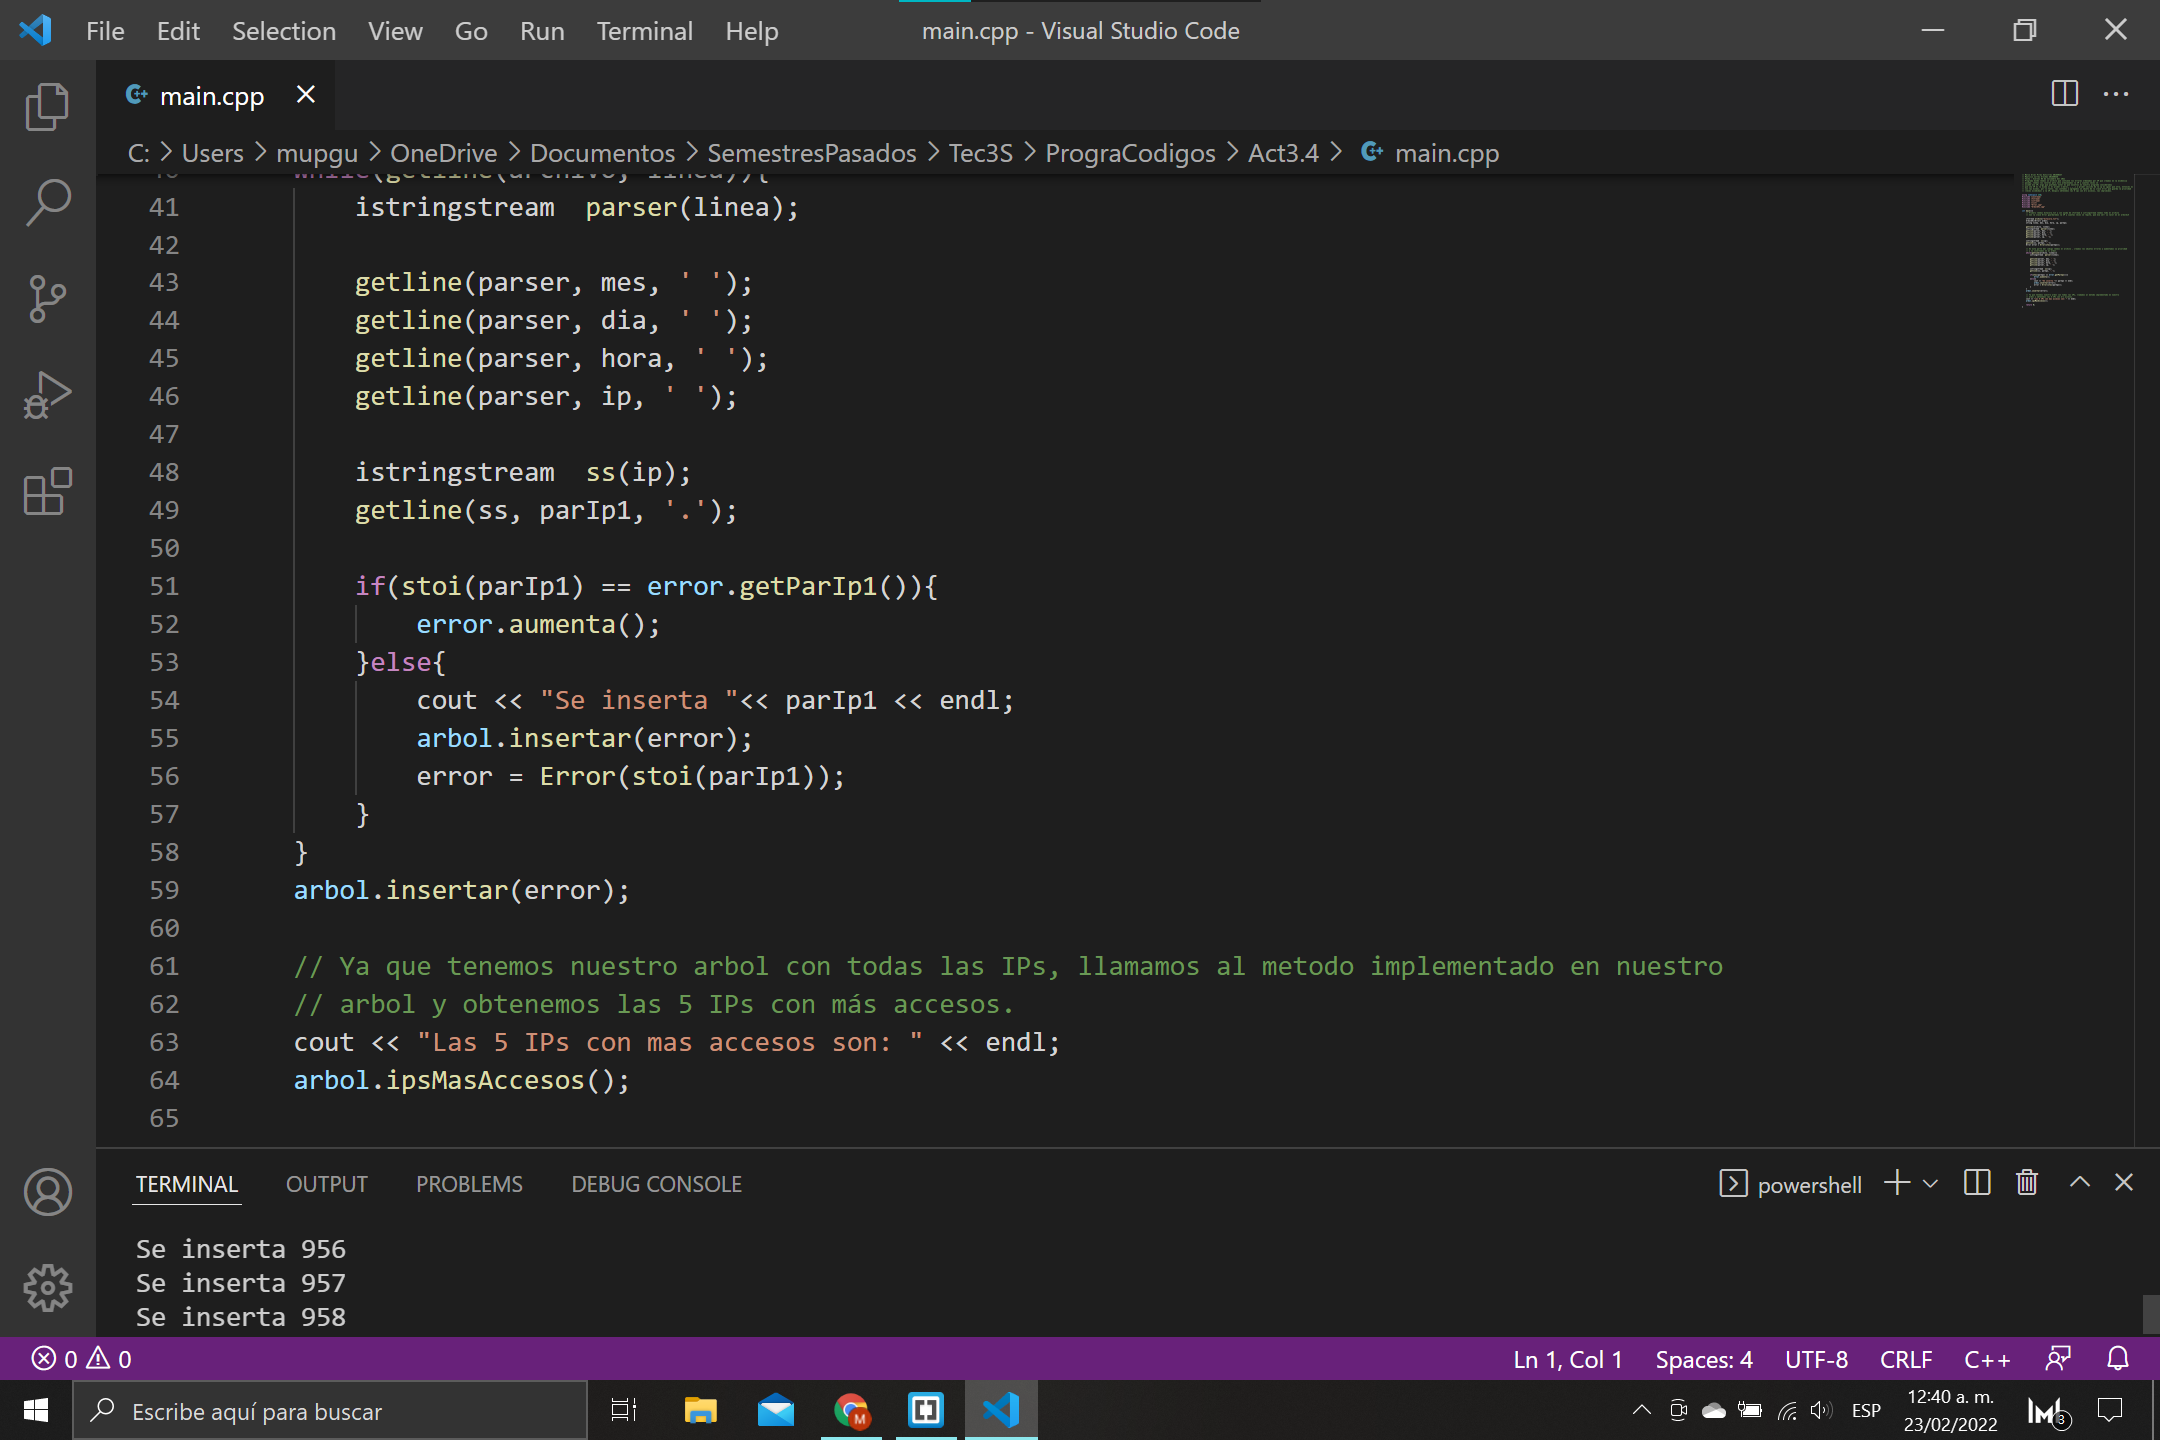 File Edit Selection View Go Run Terminal Help
main.cpp - Visual Studio Code
main.cpp
C: > Users > mupgu > OneDrive > Documentos > SemestresPasados > Tec3S > PrograCodigos > Act3.4 > main.cpp
40 while(getline(archivo, linea)){
41 istringstream  parser(linea);
42
43 getline(parser, mes, ' ');
44 getline(parser, dia, ' ');
45 getline(parser, hora, ' ');
46 getline(parser, ip, ' ');
47
48 istringstream  ss(ip);
49 getline(ss, parIp1, '.');
50
51 if(stoi(parIp1) == error.getParIp1()){
52 error.aumenta();
53 }else{
54 cout << "Se inserta "<< parIp1 << endl;
55 arbol.insertar(error);
56 error = Error(stoi(parIp1));
57 }
58 }
59 arbol.insertar(error);
60
61 // Ya que tenemos nuestro arbol con todas las IPs, llamamos al metodo implementado en nuestro
62 // arbol y obtenemos las 5 IPs con más accesos.
63 cout << "Las 5 IPs con mas accesos son: " << endl;
64 arbol.ipsMasAccesos();
65
TERMINAL OUTPUT PROBLEMS DEBUG CONSOLE
powershell
Se inserta 956
Se inserta 957
Se inserta 958
0 0
Ln 1, Col 1 Spaces: 4 UTF-8 CRLF C++
Escribe aquí para buscar
M
ESP
12:40 a. m.
23/02/2022
3